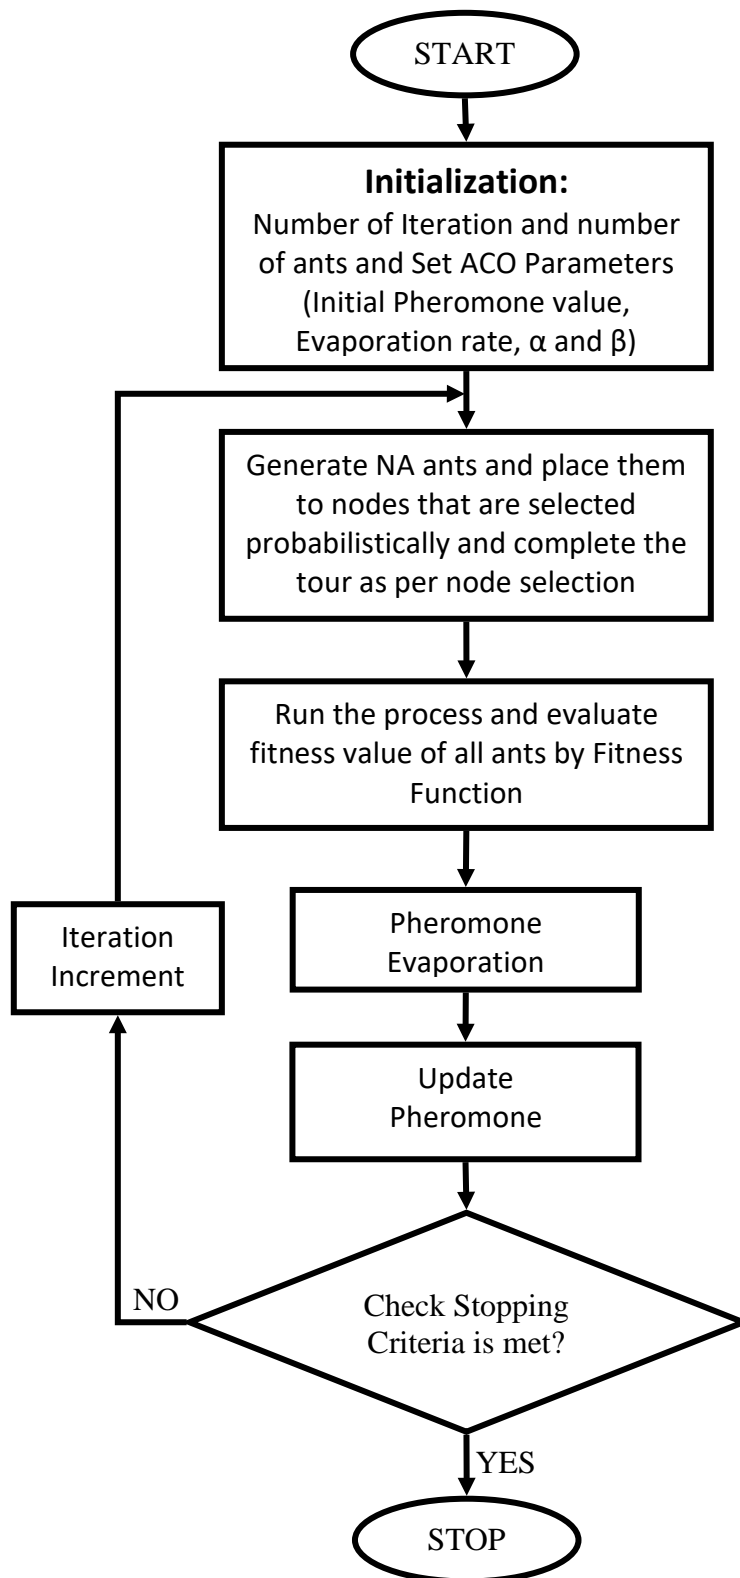 START
Initialization:
Number of Iteration and number
of ants and Set ACO Parameters
(Initial Pheromone value,
Evaporation rate, α and β)
Generate NA ants and place them
to nodes that are selected
probabilistically and complete the
tour as per node selection
Run the process and evaluate
fitness value of all ants by Fitness
Function
Pheromone
Evaporation
Iteration
Increment
Update
Pheromone
Check Stopping
Criteria is met?
NO
YES
STOP